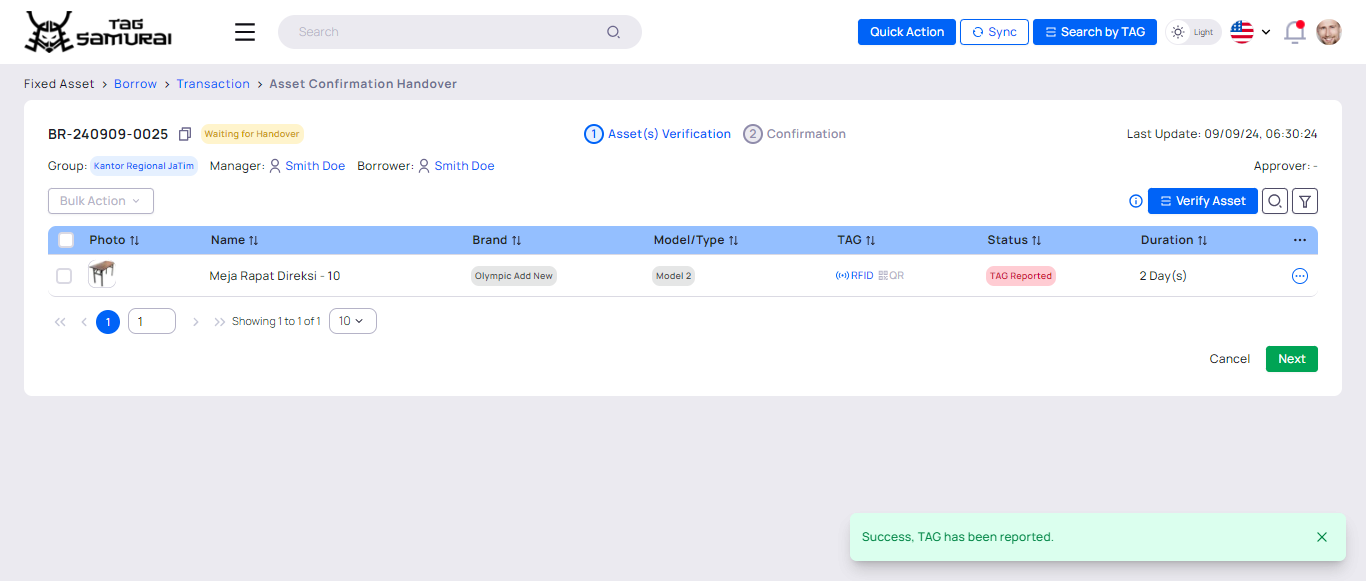 TAG SAMURAI
Search
Quick Action
Sync
Search by TAG
Light
Fixed Asset > Borrow > Transaction > Asset Confirmation Handover
BR-240909-0025 Waiting for Handover
1 Asset(s) Verification 2 Confirmation
Last Update: 09/09/24, 06:30:24
Group: Kantor Regional JaTim Manager: Smith Doe Borrower: Smith Doe
Approver: -
Bulk Action
Verify Asset
Photo Name Brand Model/Type TAG Status Duration
Meja Rapat Direksi - 10 Olympic Add New Model 2 RFID QR TAG Reported 2 Day(s)
1 1 Showing 1 to 1 of 1 10
Cancel Next
Success, TAG has been reported.